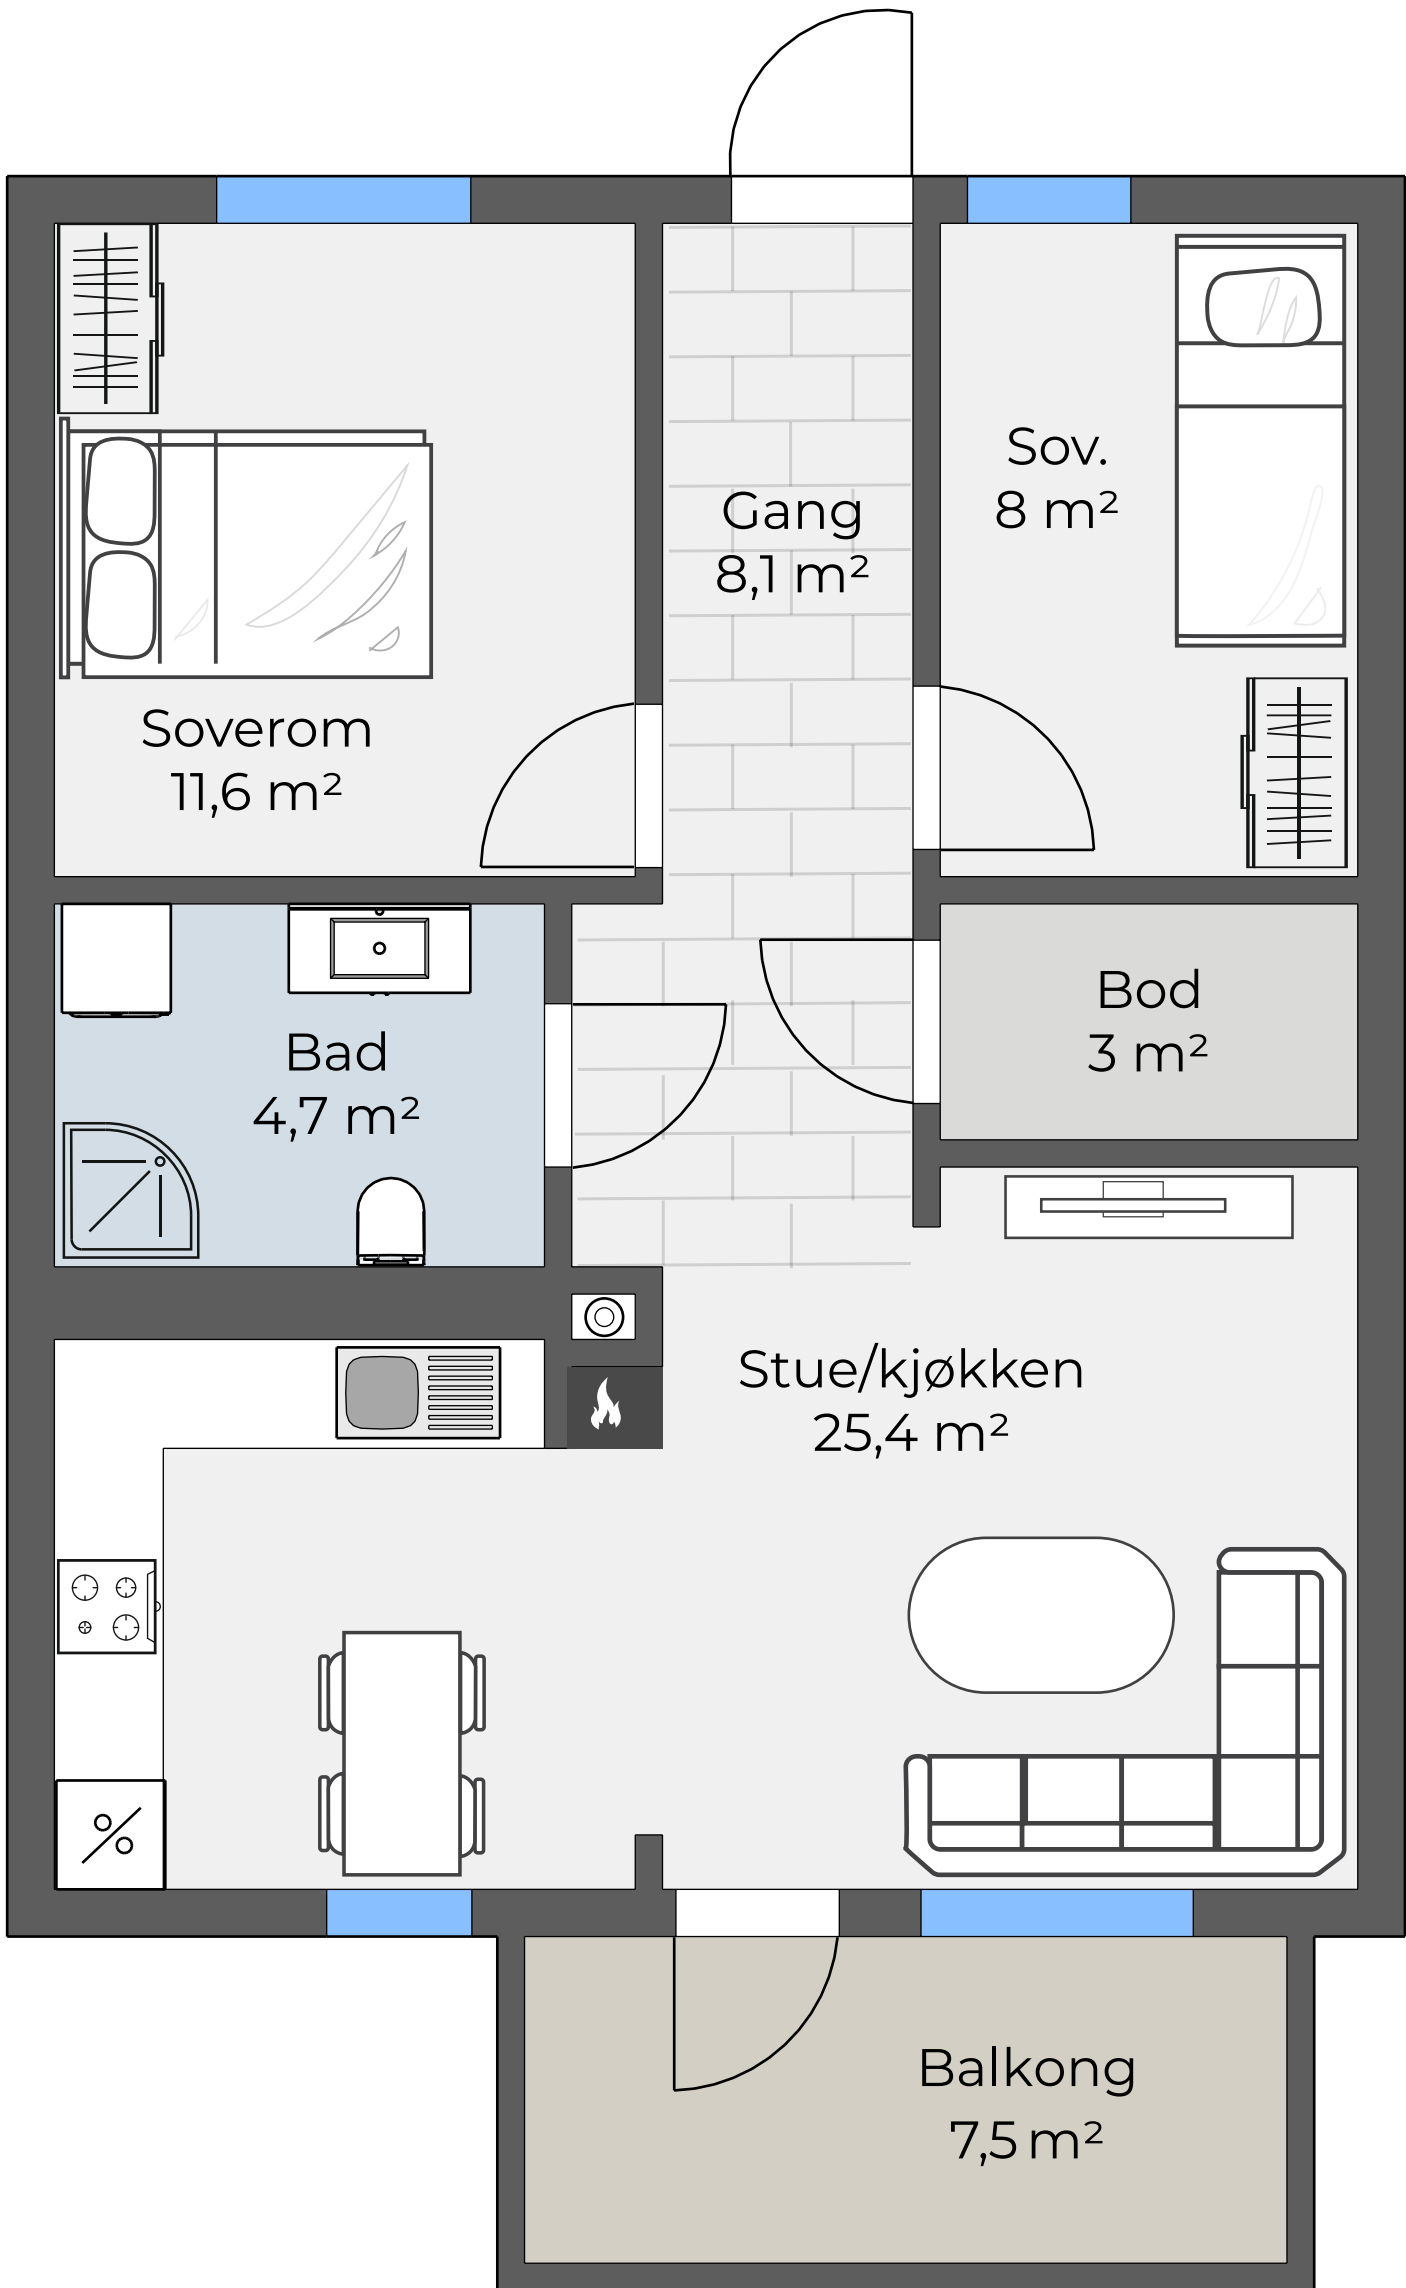 Sov.
8 m²
Gang
8,1 m²
Soverom
11,6 m²
Bod
3 m²
Bad
4,7 m²
Stue/kjøkken
25,4 m²
Balkong
7,5 m²